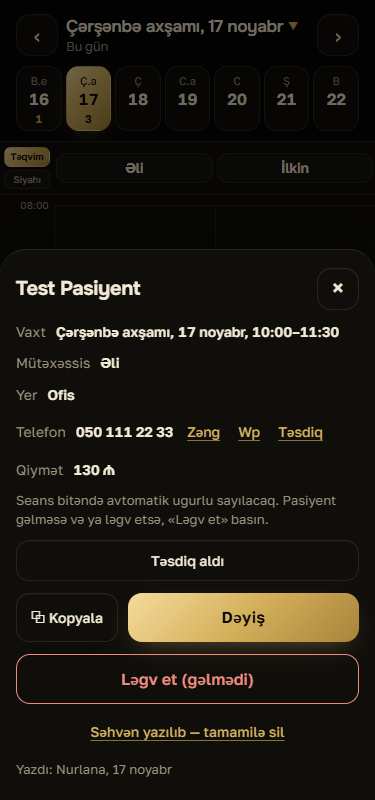 ‹
Çərşənbə axşamı, 17 noyabr ▼
Bu gün
›
B.e Ç.a Ç C.a C Ş B
16 17 18 19 20 21 22
1 3
Təqvim
Siyahı
Əli
İlkin
08:00
Test Pasiyent
×
Vaxt Çərşənbə axşamı, 17 noyabr, 10:00–11:30
Mütəxəssis Əli
Yer Ofis
Telefon 050 111 22 33 Zəng Wp Təsdiq
Qiymət 130 ₼
Seans bitəndə avtomatik uğurlu sayılacaq. Pasiyent
gəlməsə və ya ləğv etsə, «Ləğv et» basın.
Təsdiq aldı
Kopyala
Dəyiş
Ləğv et (gəlmədi)
Səhvən yazılıb — tamamilə sil
Yazdı: Nurlana, 17 noyabr